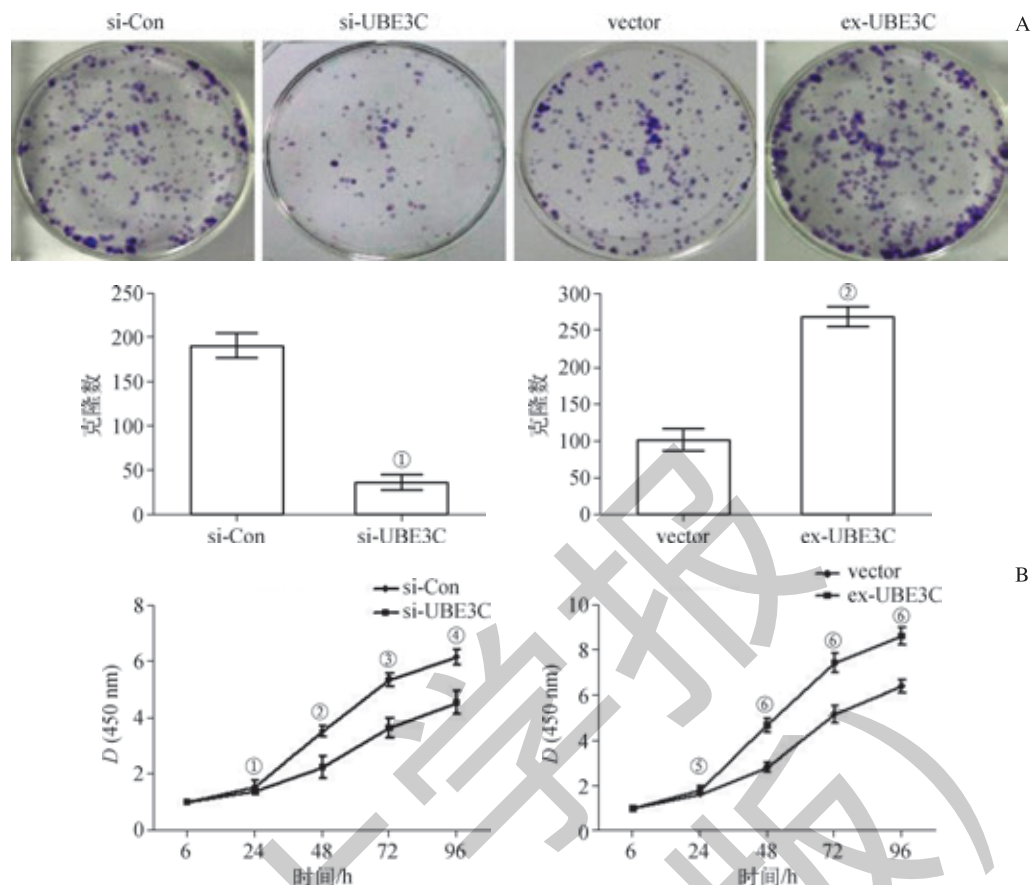 si-Con si-UBE3C vector ex-UBE3C A
250
200
150
100
50
0
克隆数
①
si-Con si-UBE3C
300
250
200
150
100
50
0
克隆数
②
vector ex-UBE3C
B
si-Con
si-UBE3C
8
6
4
2
0
D (450 nm)
① ② ③ ④
6 24 48 72 96
时间/h
vector
ex-UBE3C
10
8
6
4
2
0
D (450 nm)
⑤ ⑥ ⑥ ⑥
6 24 48 72 96
时间/h
学报
版)